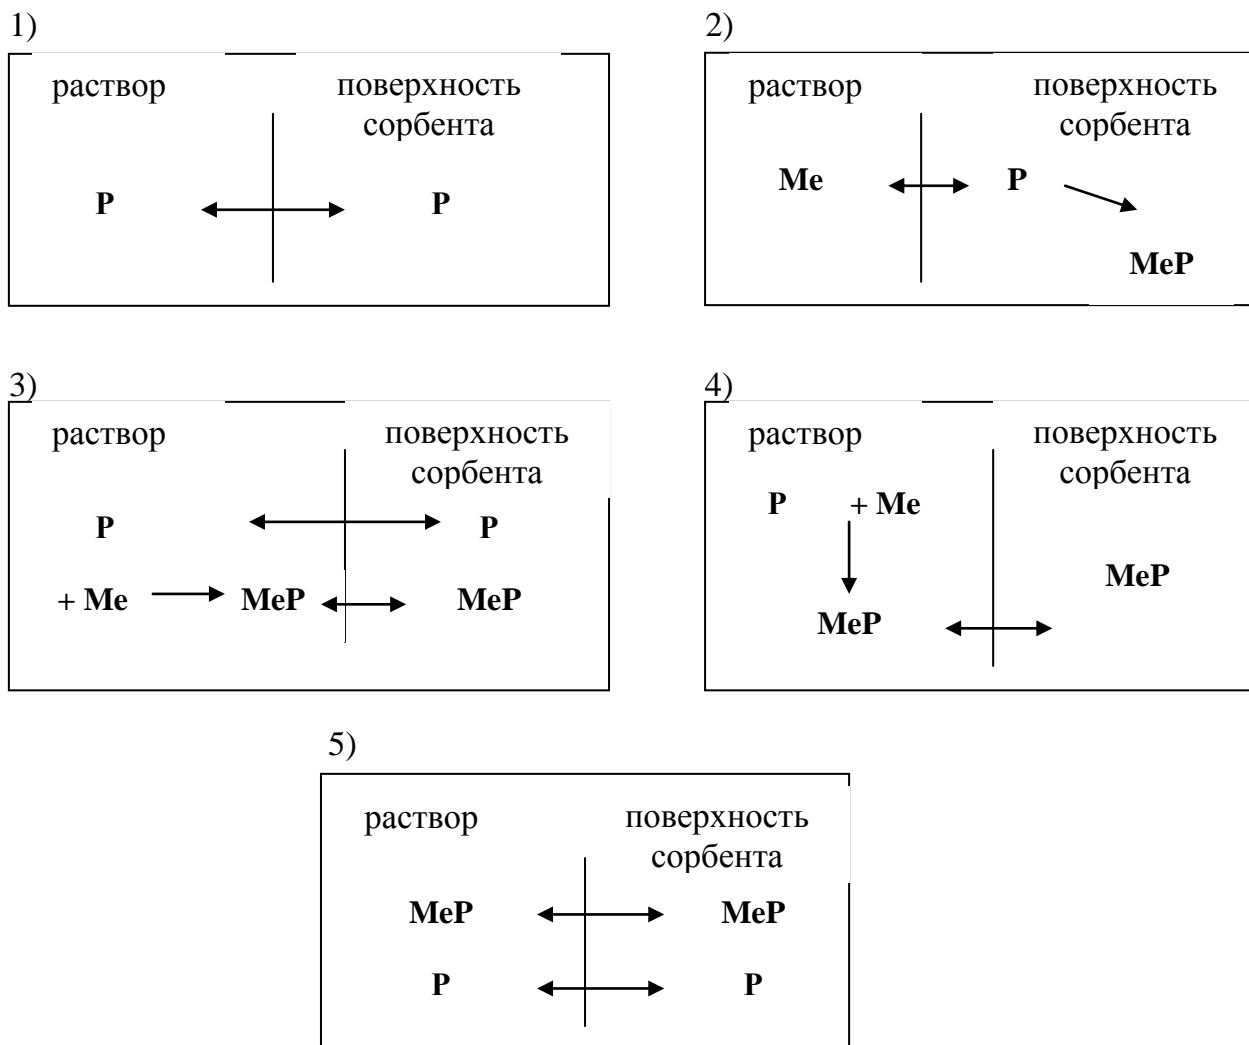 1)
раствор поверхность
сорбента
P P
2)
раствор поверхность
сорбента
Me P
MeP
3)
раствор поверхность
сорбента
P P
+ Me MeP MeP
4)
раствор поверхность
сорбента
P + Me
MeP
MeP
5)
раствор поверхность
сорбента
MeP MeP
P P